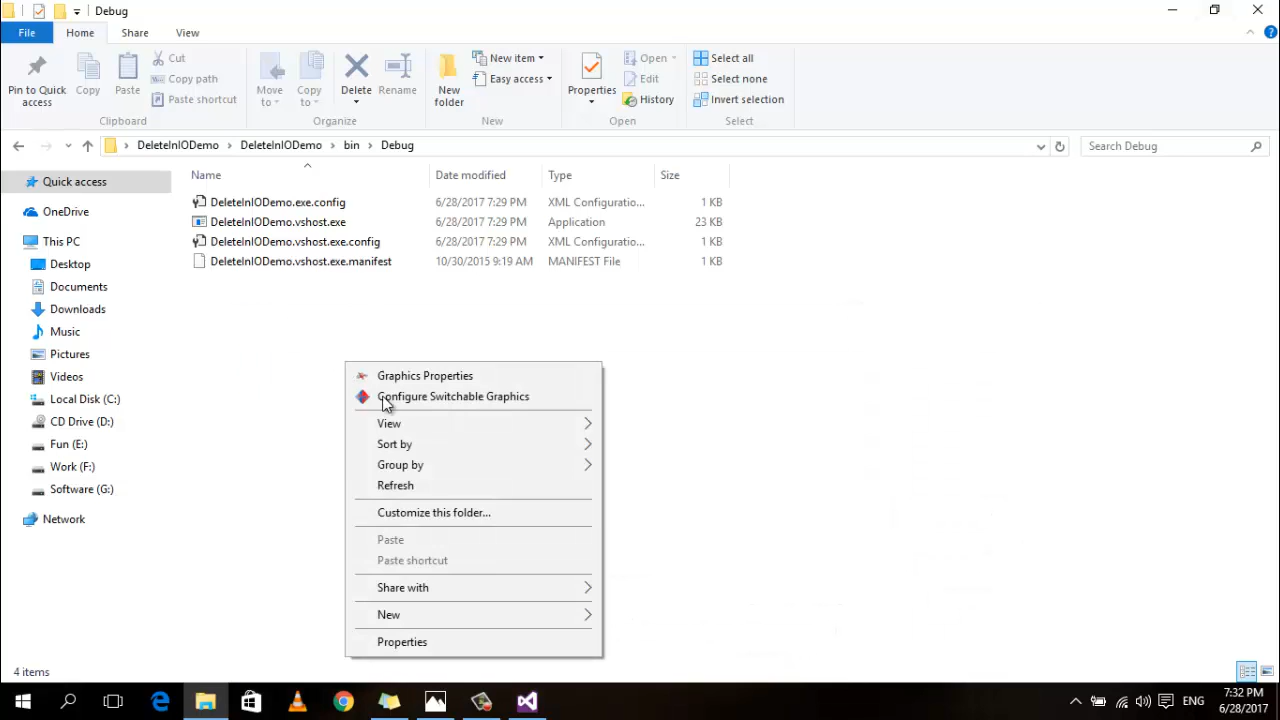 Debug
File Home Share View
Pin to Quick access
Copy
Paste
Cut
Copy path
Paste shortcut
Clipboard
Move to
Copy to
Delete
Rename
Organize
New folder
New item
Easy access
New
Properties
Open
Edit
History
Open
Select all
Select none
Invert selection
Select
DeleteInIODemo DeleteInIODemo bin Debug
Search Debug
Name Date modified Type Size
DeleteInIODemo.exe.config 6/28/2017 7:29 PM XML Configuratio... 1 KB
DeleteInIODemo.vshost.exe 6/28/2017 7:29 PM Application 23 KB
DeleteInIODemo.vshost.exe.config 6/28/2017 7:29 PM XML Configuratio... 1 KB
DeleteInIODemo.vshost.exe.manifest 10/30/2015 9:19 AM MANIFEST File 1 KB
Quick access
OneDrive
This PC
Desktop
Documents
Downloads
Music
Pictures
Videos
Local Disk (C:)
CD Drive (D:)
Fun (E:)
Work (F:)
Software (G:)
Network
Graphics Properties
Configure Switchable Graphics
View
Sort by
Group by
Refresh
Customize this folder...
Paste
Paste shortcut
Share with
New
Properties
4 items
ENG
7:32 PM
6/28/2017